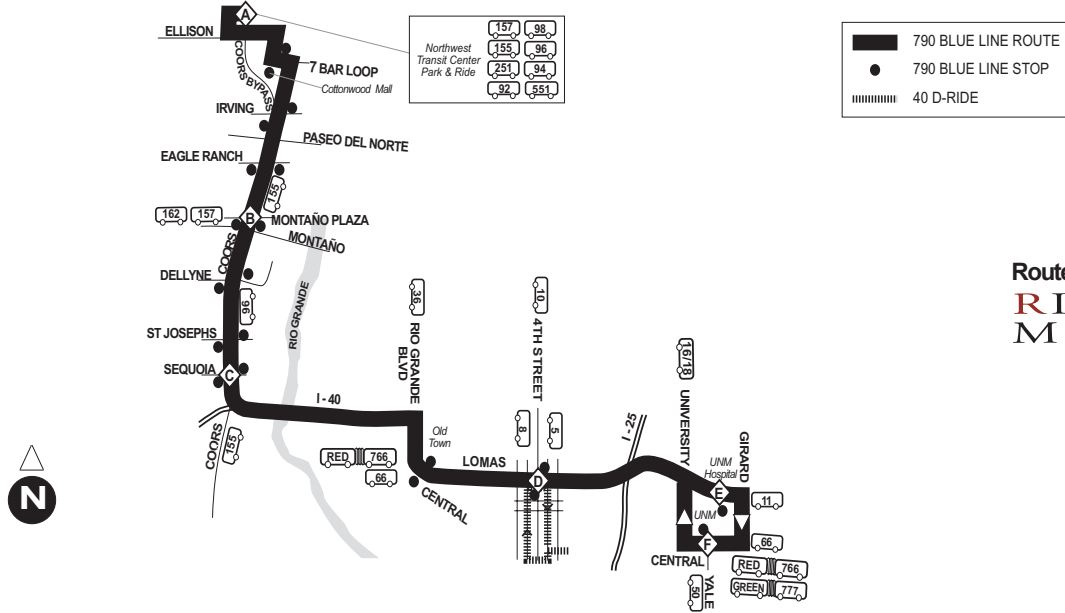 A
ELLISON
COORS BYPASS
7 BAR LOOP
Cottonwood Mall
Northwest
Transit Center
Park & Ride
157 98
155 96
251 94
92 551
790 BLUE LINE ROUTE
790 BLUE LINE STOP
40 D-RIDE
IRVING
PASEO DEL NORTE
EAGLE RANCH
155
162 157
B
MONTAÑO PLAZA
MONTAÑO
COORS
DELLYNE
96
RIO GRANDE
ST JOSEPHS
SEQUOIA
C
I - 40
COORS
155
36
RIO GRANDE
BLVD
10
4TH STREET
8
5
16/18
UNIVERSITY
I - 25
GIRARD
Old
Town
RED 766
66
LOMAS
CENTRAL
D
UNM
Hospital
E
UNM
11
F
66
CENTRAL
RED 766
GREEN 777
YALE
50
N
Route
RI
M